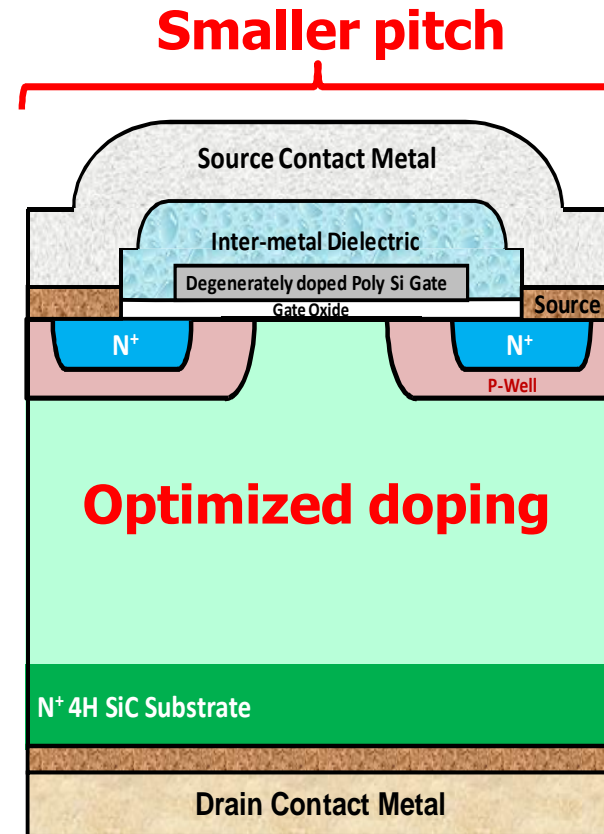 Smaller pitch
Source Contact Metal
Inter-metal Dielectric
Degenerately doped Poly Si Gate
Gate Oxide
Source
N⁺
N⁺
P-Well
Optimized doping
N⁺ 4H SiC Substrate
Drain Contact Metal